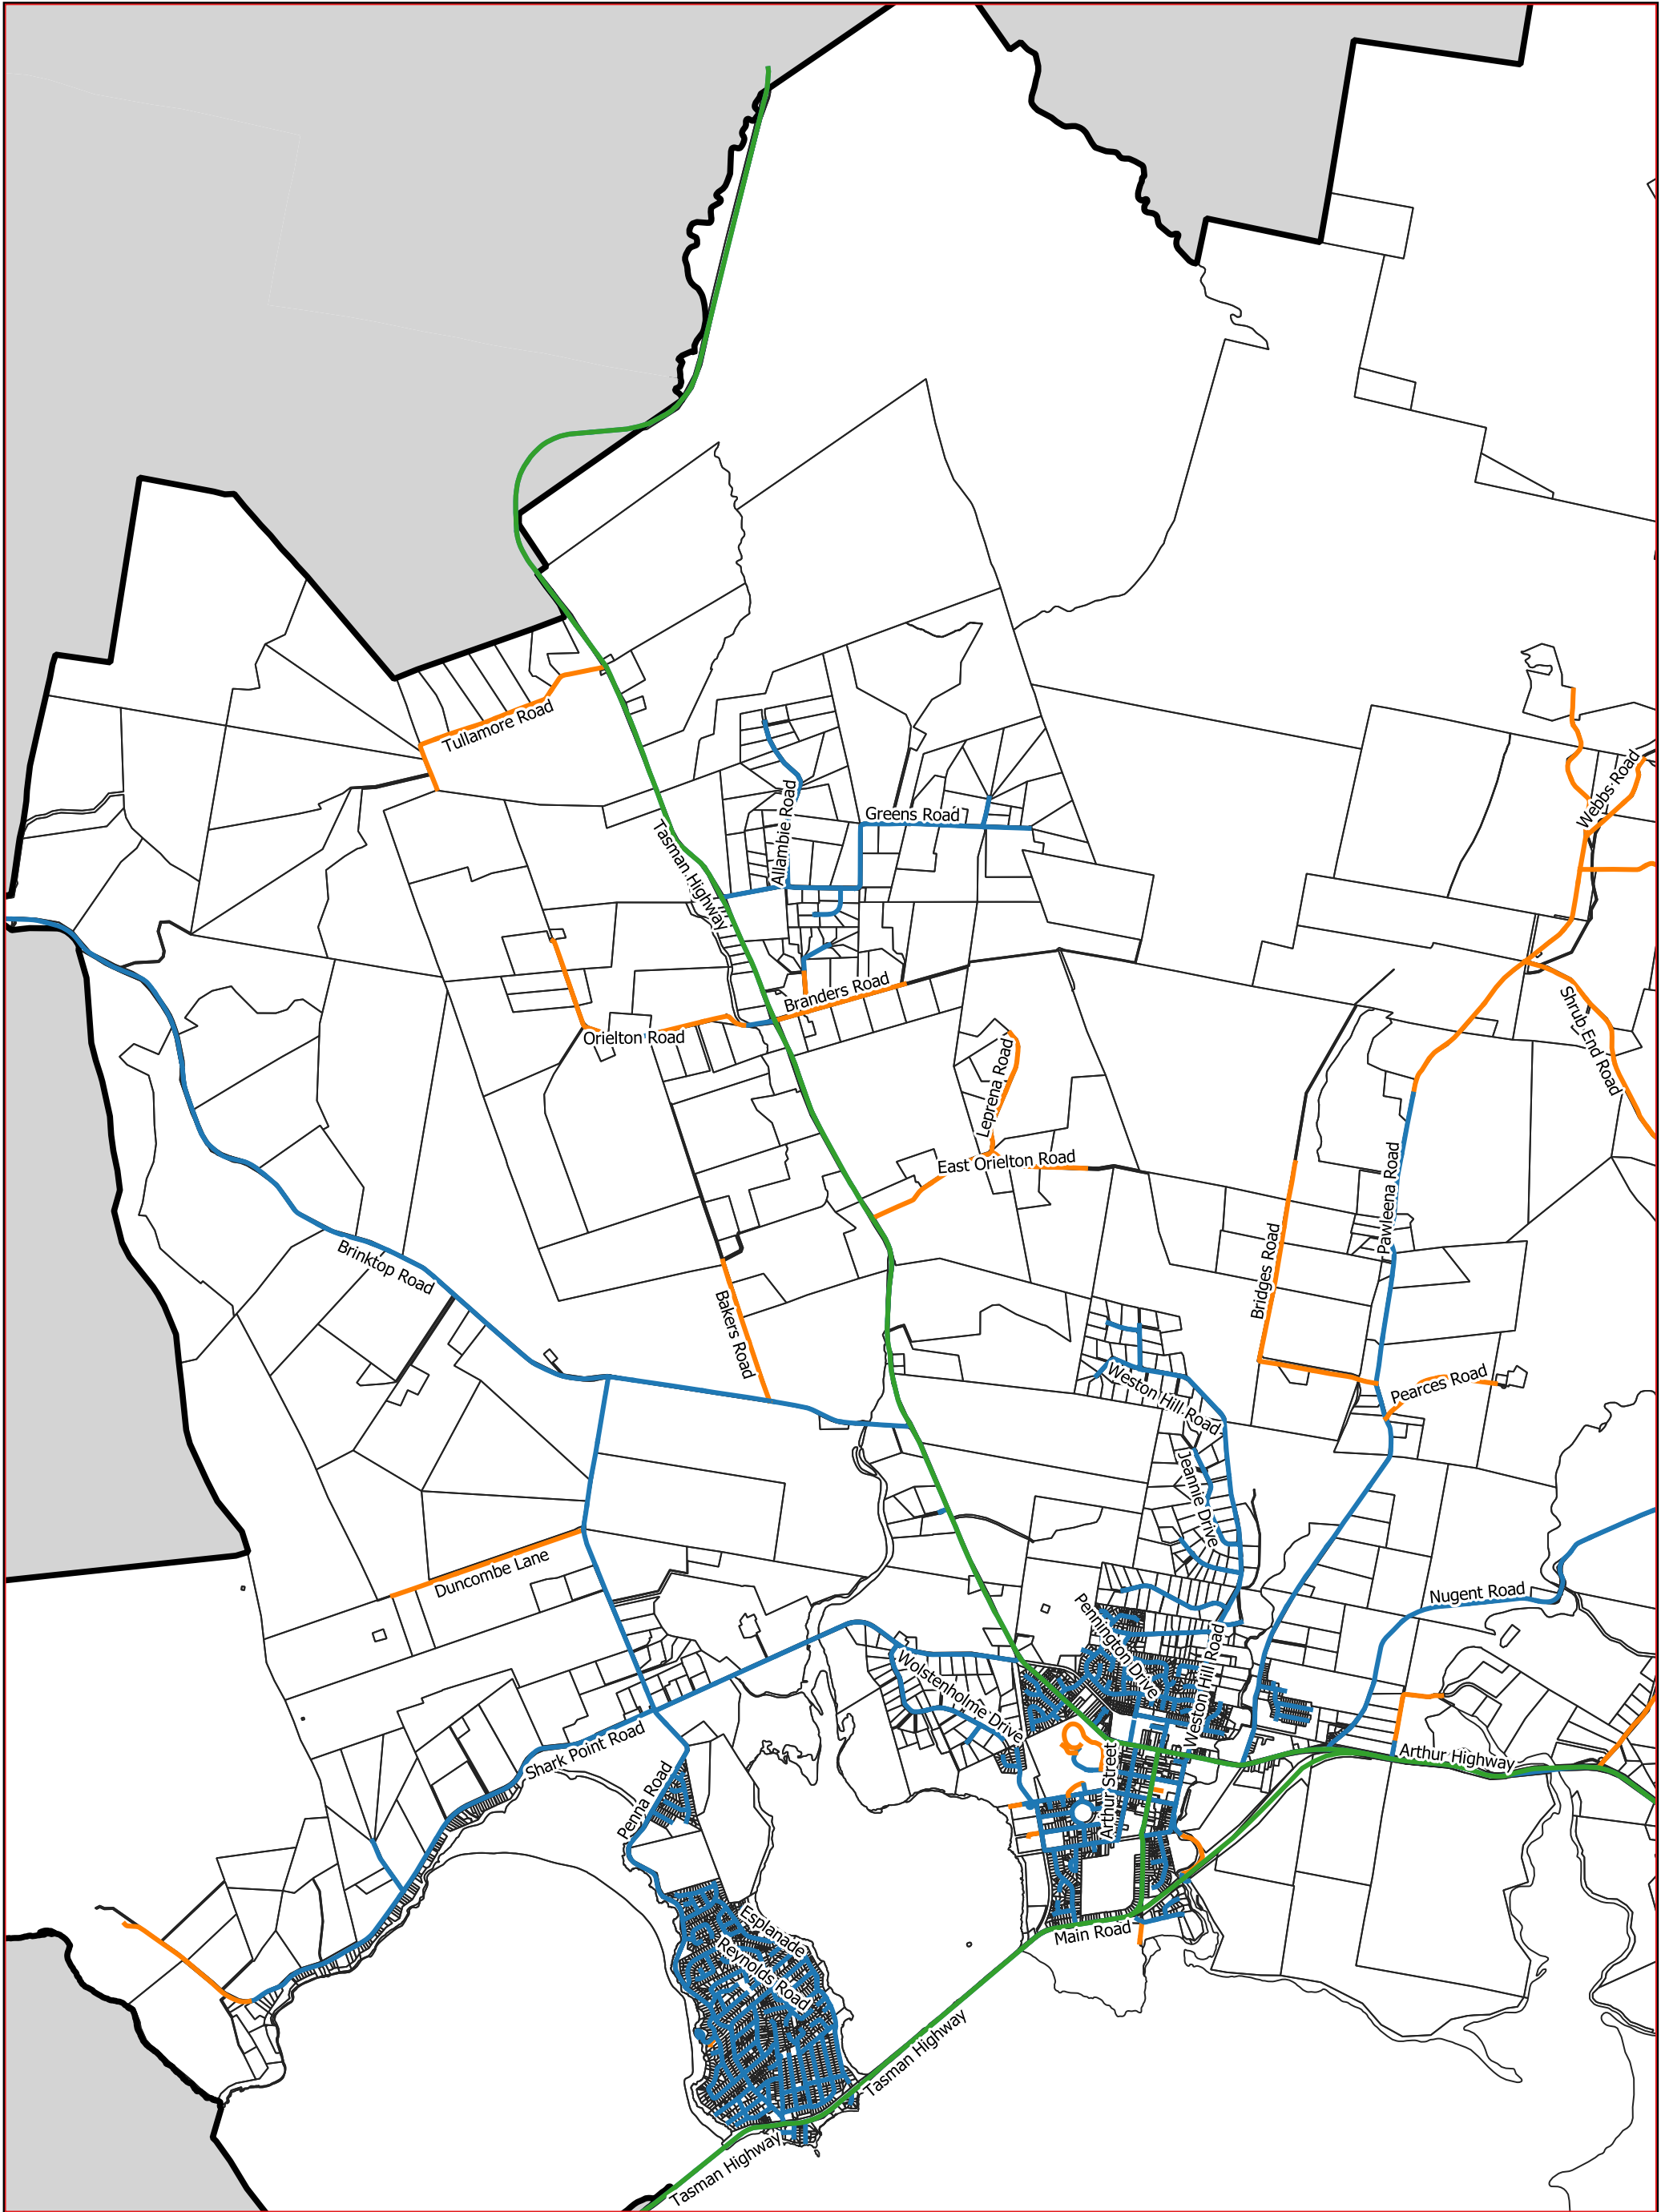 Tullamore Road
Webbs Road
Allambie Road
Greens Road
Tasman Highway
Branders Road
Orielton Road
Shrub End Road
Leprena Road
East Orielton Road
Pawleena Road
Bridges Road
Brinktop Road
Bakers Road
Weston Hill Road
Pearces Road
Jeannie Drive
Duncombe Lane
Nugent Road
Pennington Drive
Weston Hill Road
Wolstenholme Drive
Shark Point Road
Arthur Street
Arthur Highway
Penna Road
Esplanade
Main Road
Reynolds Road
Tasman Highway
Tasman Highway